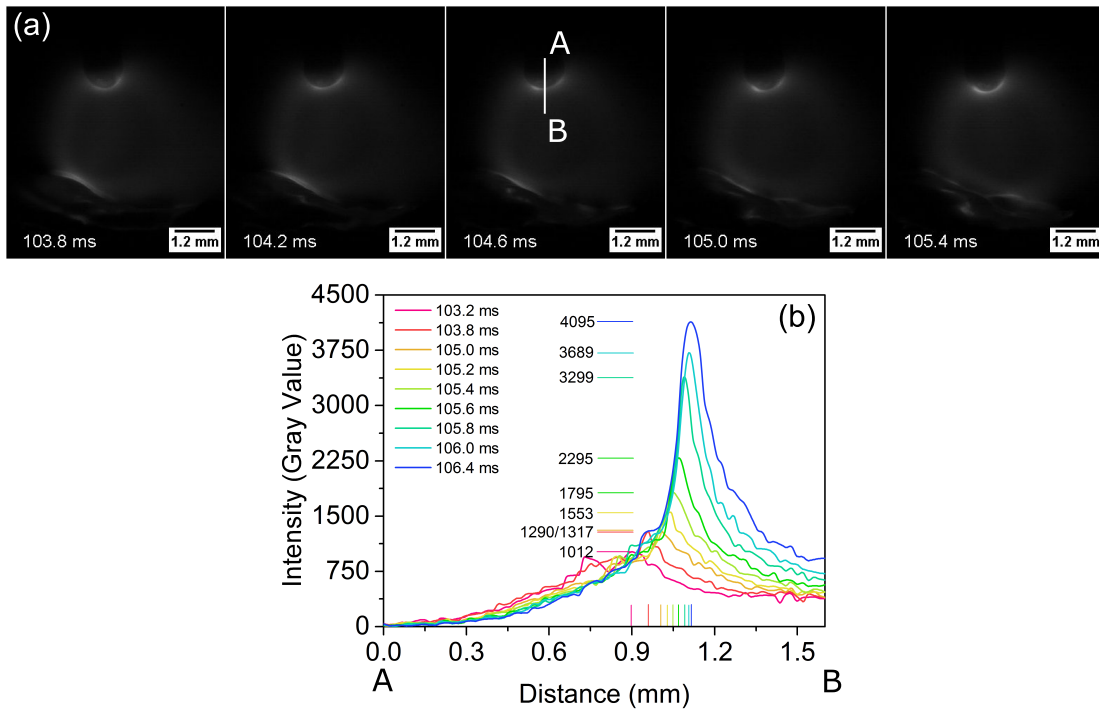 (a)
A
B
103.8 ms
1.2 mm
104.2 ms
1.2 mm
104.6 ms
1.2 mm
105.0 ms
1.2 mm
105.4 ms
1.2 mm
(b)
Intensity (Gray Value)
4500
3750
3000
2250
1500
750
0
103.2 ms
103.8 ms
105.0 ms
105.2 ms
105.4 ms
105.6 ms
105.8 ms
106.0 ms
106.4 ms
4095
3689
3299
2295
1795
1553
1290/1317
1012
0.0 0.3 0.6 0.9 1.2 1.5
A B
Distance (mm)